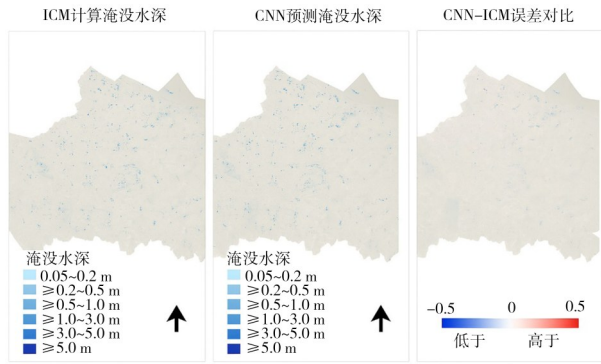 ICM计算淹没水深
CNN预测淹没水深
CNN-ICM误差对比
淹没水深
0.05~0.2 m
≥0.2~0.5 m
≥0.5~1.0 m
≥1.0~3.0 m
≥3.0~5.0 m
≥5.0 m
淹没水深
0.05~0.2 m
≥0.2~0.5 m
≥0.5~1.0 m
≥1.0~3.0 m
≥3.0~5.0 m
≥5.0 m
-0.5 0 0.5
低于 高于